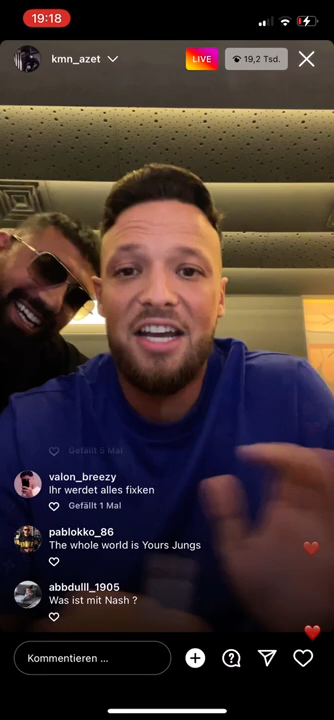 19:18
kmn_azet
LIVE
19,2 Tsd.
Gefällt 5 Mal
valon_breezy
Ihr werdet alles fixken
Gefällt 1 Mal
pablokko_86
The whole world is Yours Jungs
abbdulll_1905
Was ist mit Nash ?
Kommentieren ...